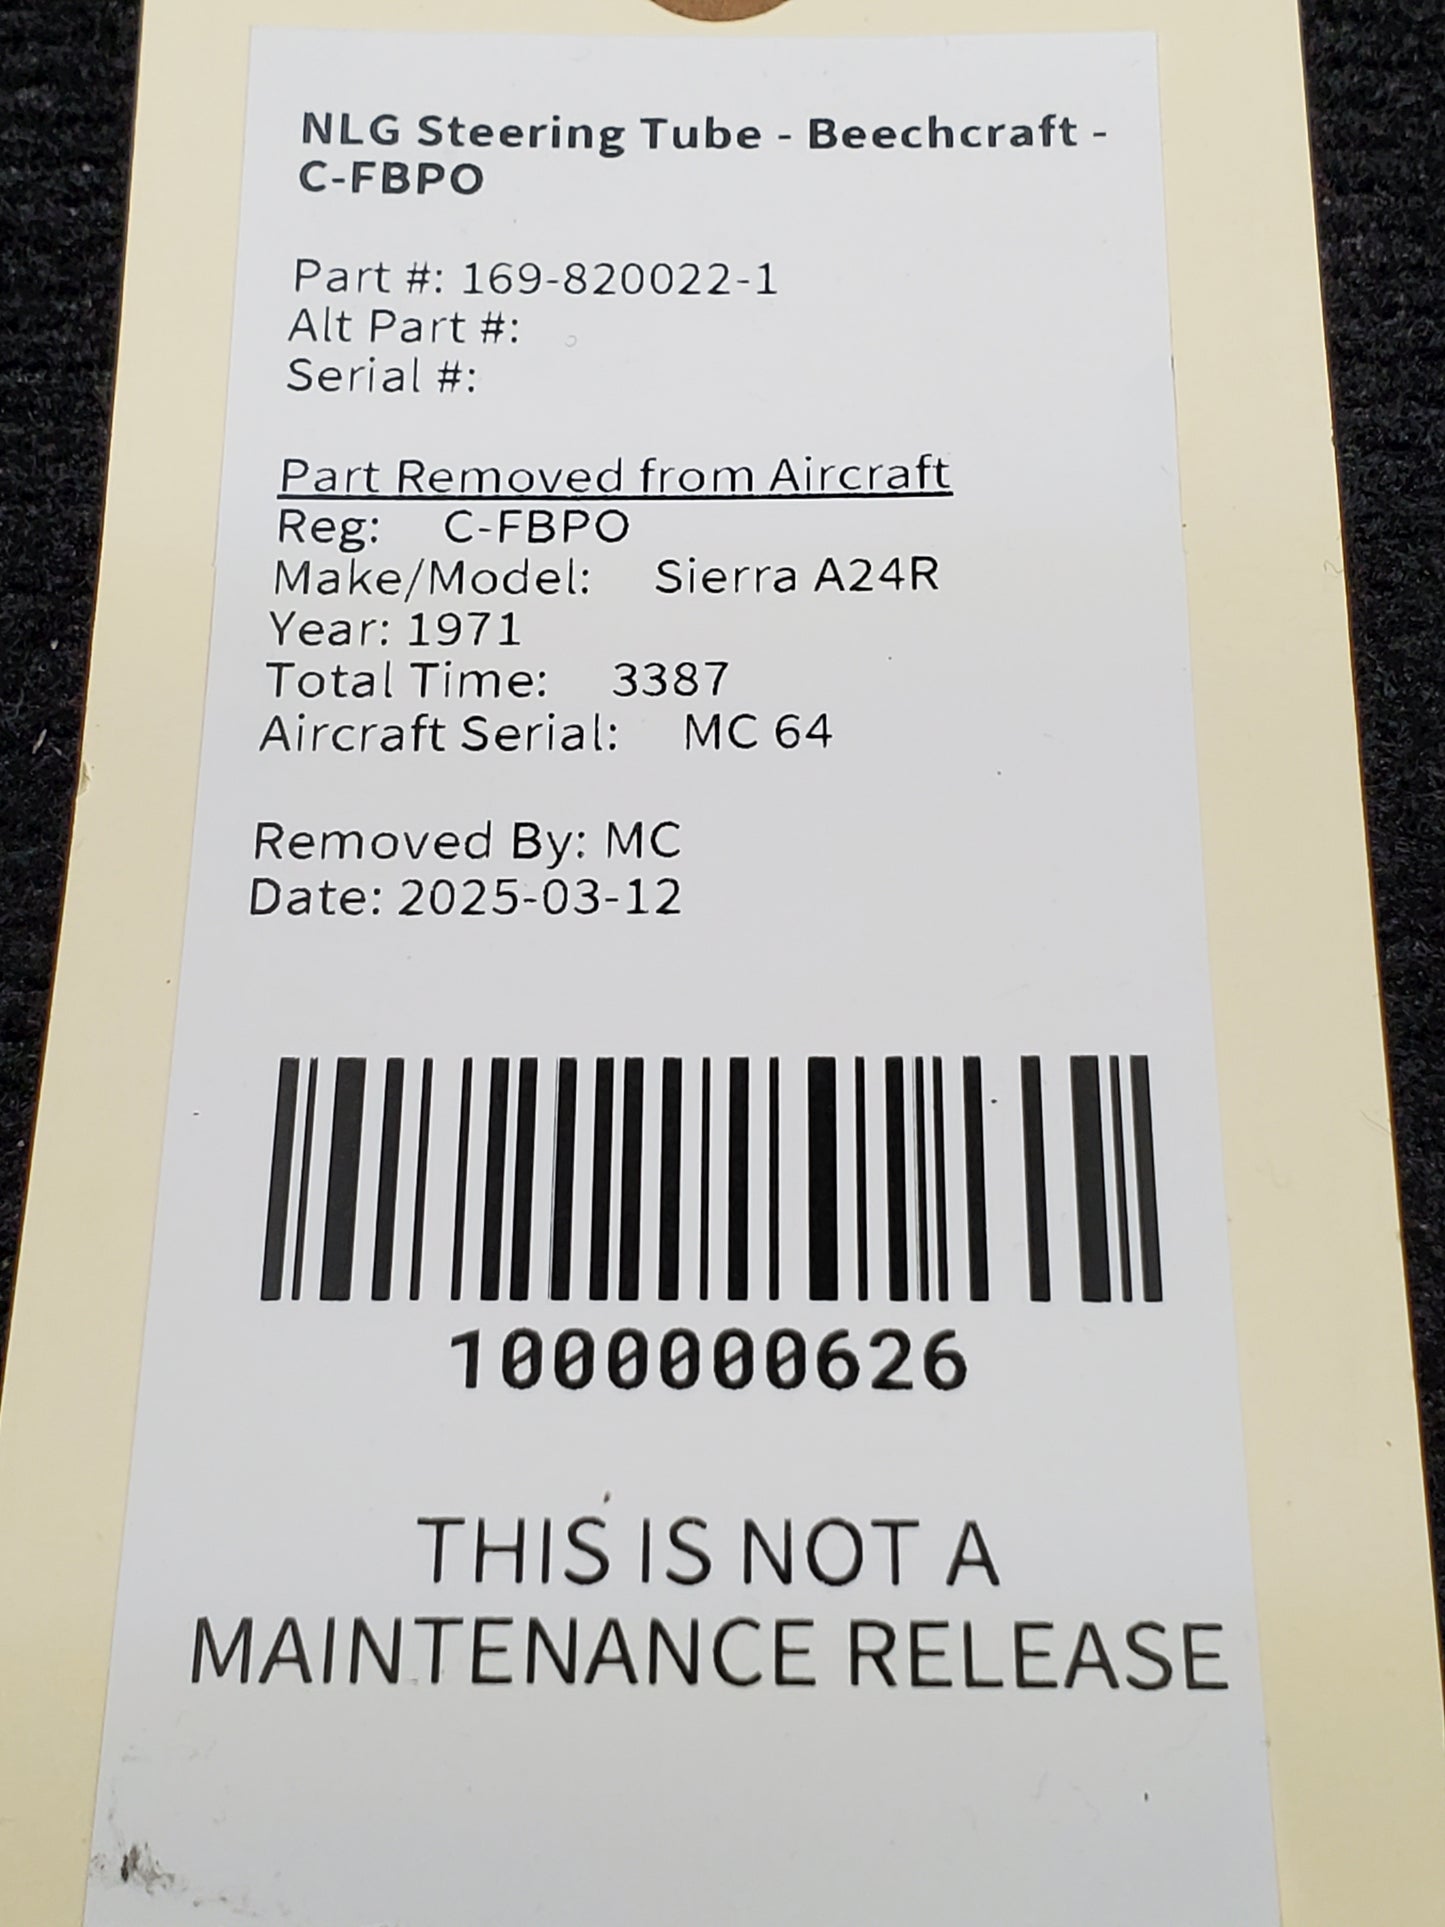 NLG Steering Tube - Beechcraft -
C-FBPO
Part #: 169-820022-1
Alt Part #:
Serial #:
Part Removed from Aircraft
Reg: C-FBPO
Make/Model: Sierra A24R
Year: 1971
Total Time: 3387
Aircraft Serial: MC 64
Removed By: MC
Date: 2025-03-12
1000000626
THIS IS NOT A
MAINTENANCE RELEASE